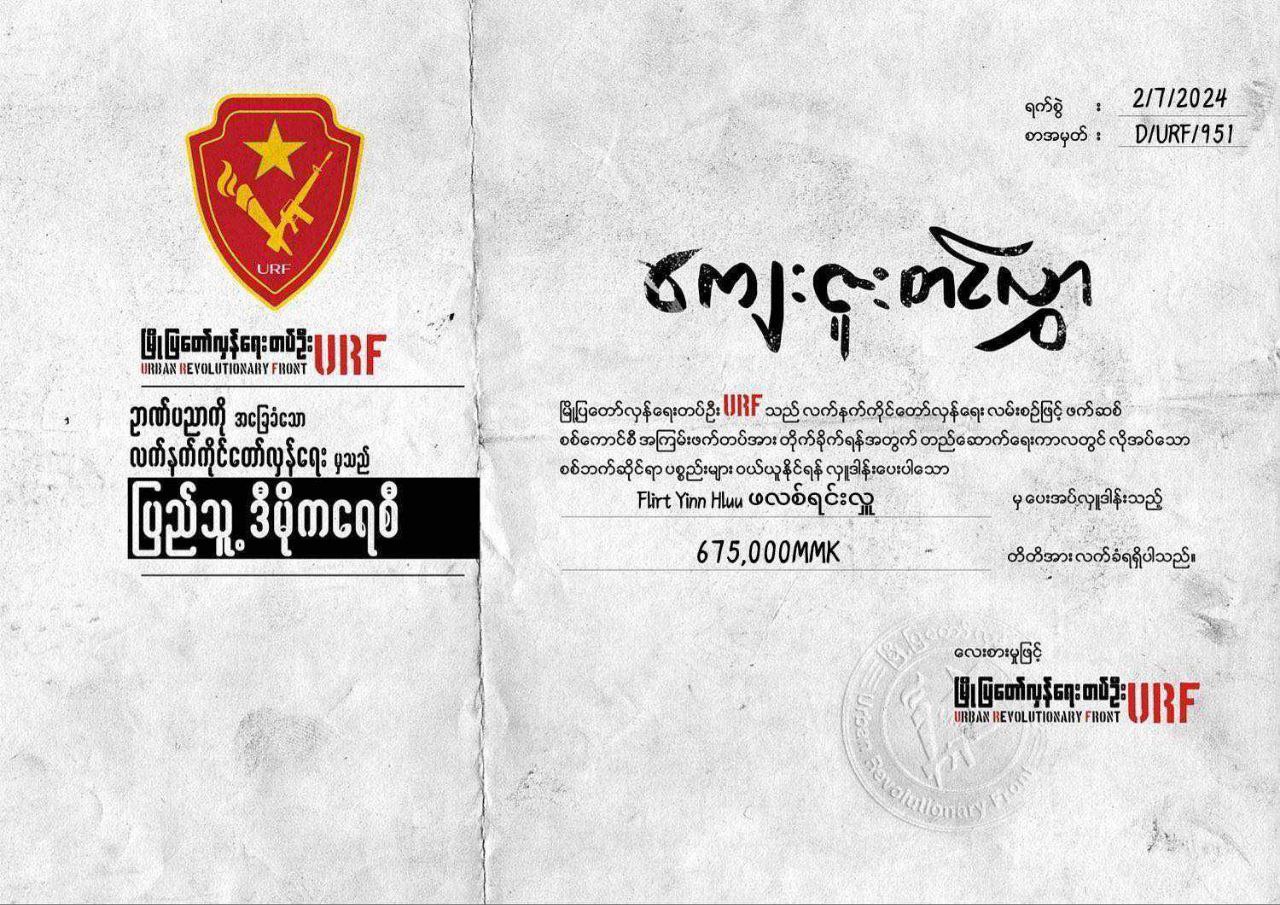 URF
မြို့ပြတော်လှန်ရေးတပ်ဦး URF
URBAN REVOLUTIONARY FRONT
ဉာဏ်ပညာကို အခြေခံသော
လက်နက်ကိုင်တော်လှန်ရေး မှသည်
ပြည်သူ့ ဒီမိုကရေစီ
ရက်စွဲ : 2/7/2024
စာအမှတ် : D/URF/951
ကျေးဇူးတင်လွှာ
မြို့ပြတော်လှန်ရေးတပ်ဦး URF သည် လက်နက်ကိုင်တော်လှန်ရေး လမ်းစဉ်ဖြင့် ဖက်ဆစ်
စစ်ကောင်စီ အကြမ်းဖက်တပ်အား တိုက်ခိုက်ရန်အတွက် တည်ဆောက်ရေးကာလတွင် လိုအပ်သော
စစ်ဘက်ဆိုင်ရာ ပစ္စည်းများ ဝယ်ယူနိုင်ရန် လှူဒါန်းပေးပါသော
Flirt Yinn Hluu ဖလစ်ရင်းလှူ မှ ပေးအပ်လှူဒါန်းသည့်
675,000MMK တိတိအား လက်ခံရရှိပါသည်။
လေးစားမှုဖြင့်
မြို့ပြတော်လှန်ရေးတပ်ဦး URF
URBAN REVOLUTIONARY FRONT
Urban Revolutionary Front